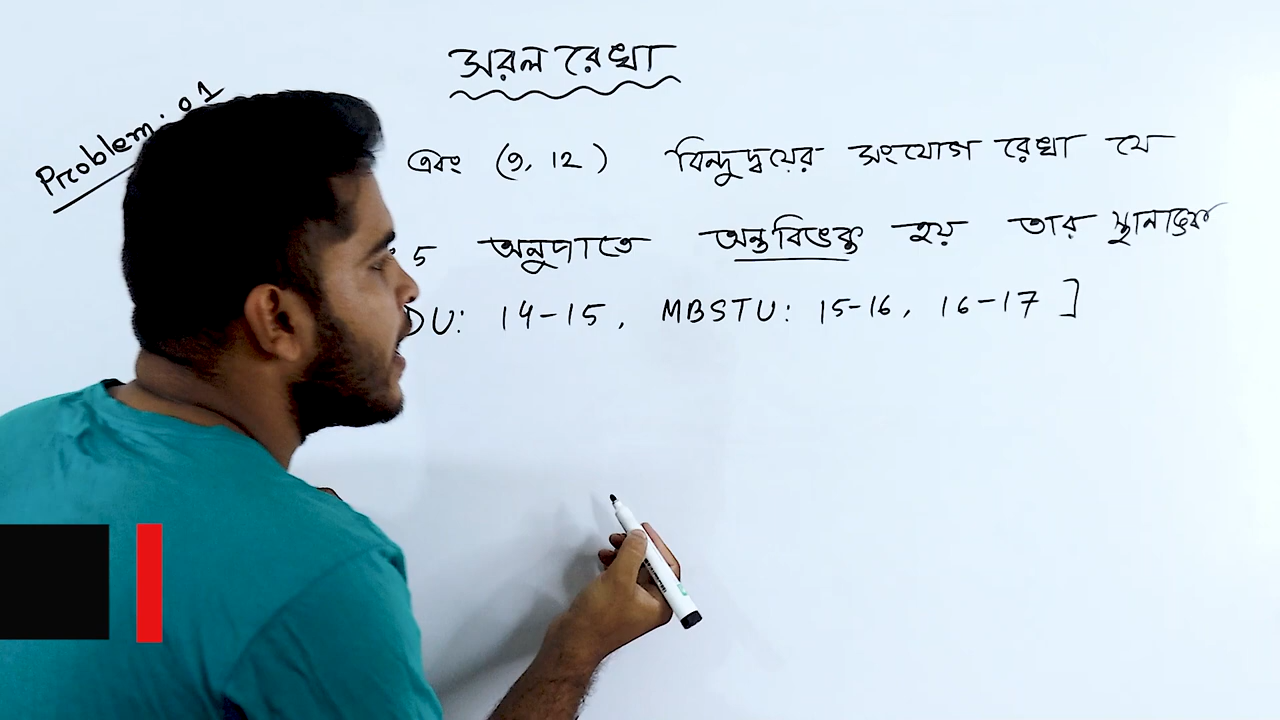 সরল রেখা
Problem: 01
এবং (9, 12) বিন্দুদ্বয়ের সংযোগ রেখা যে
5 অনুপাতে অন্তবিভক্ত হয় তার স্থানাঙ্ক
DU: 14-15, MBSTU: 15-16, 16-17 ]